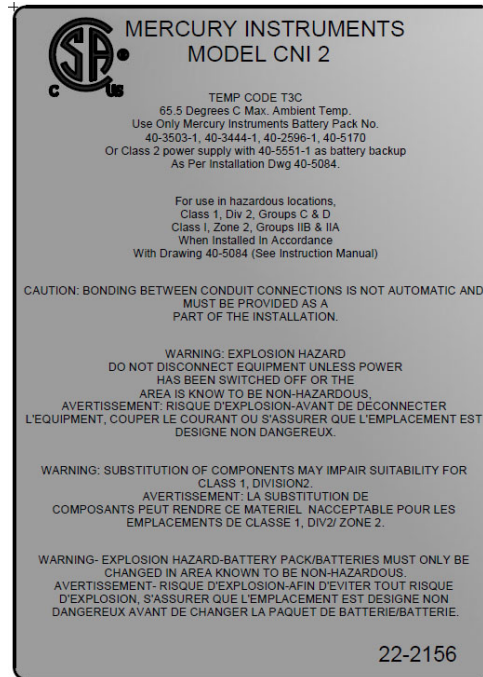 MERCURY INSTRUMENTS
MODEL CNI 2
SA
C US
TEMP CODE T3C
65.5 Degrees C Max. Ambient Temp.
Use Only Mercury Instruments Battery Pack No.
40-3503-1, 40-3444-1, 40-2596-1, 40-5170
Or Class 2 power supply with 40-5551-1 as battery backup
As Per Installation Dwg 40-5084.
For use in hazardous locations,
Class 1, Div 2, Groups C & D
Class I, Zone 2, Groups IIB & IIA
When Installed In Accordance
With Drawing 40-5084 (See Instruction Manual)
CAUTION: BONDING BETWEEN CONDUIT CONNECTIONS IS NOT AUTOMATIC AND
MUST BE PROVIDED AS A
PART OF THE INSTALLATION.
WARNING: EXPLOSION HAZARD
DO NOT DISCONNECT EQUIPMENT UNLESS POWER
HAS BEEN SWITCHED OFF OR THE
AREA IS KNOW TO BE NON-HAZARDOUS,
AVERTISSEMENT: RISQUE D'EXPLOSION-AVANT DE DECONNECTER
L'EQUIPMENT, COUPER LE COURANT OU S'ASSURER QUE L'EMPLACEMENT EST
DESIGNE NON DANGEREUX.
WARNING: SUBSTITUTION OF COMPONENTS MAY IMPAIR SUITABILITY FOR
CLASS 1, DIVISION2.
AVERTISSEMENT: LA SUBSTITUTION DE
COMPOSANTS PEUT RENDRE CE MATERIEL NACCEPTABLE POUR LES
EMPLACEMENTS DE CLASSE 1, DIV2/ ZONE 2.
WARNING- EXPLOSION HAZARD-BATTERY PACK/BATTERIES MUST ONLY BE
CHANGED IN AREA KNOWN TO BE NON-HAZARDOUS.
AVERTISSEMENT- RISQUE D'EXPLOSION-AFIN D'EVITER TOUT RISQUE
D'EXPLOSION, S'ASSURER QUE L'EMPLACEMENT EST DESIGNE NON
DANGEREUX AVANT DE CHANGER LA PAQUET DE BATTERIE/BATTERIE.
22-2156